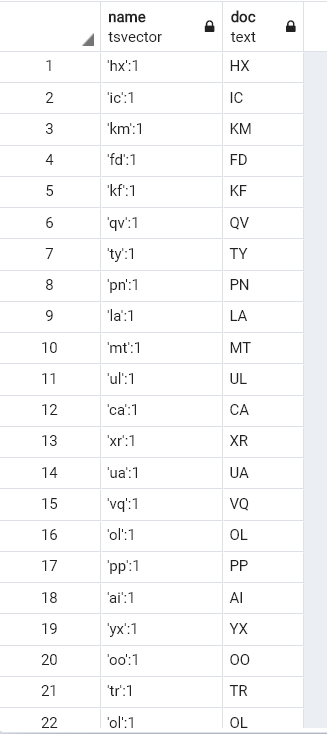 name doc
tsvector text
1 'hx':1 HX
2 'ic':1 IC
3 'km':1 KM
4 'fd':1 FD
5 'kf':1 KF
6 'qv':1 QV
7 'ty':1 TY
8 'pn':1 PN
9 'la':1 LA
10 'mt':1 MT
11 'ul':1 UL
12 'ca':1 CA
13 'xr':1 XR
14 'ua':1 UA
15 'vq':1 VQ
16 'ol':1 OL
17 'pp':1 PP
18 'ai':1 AI
19 'yx':1 YX
20 'oo':1 OO
21 'tr':1 TR
22 'ol':1 OL